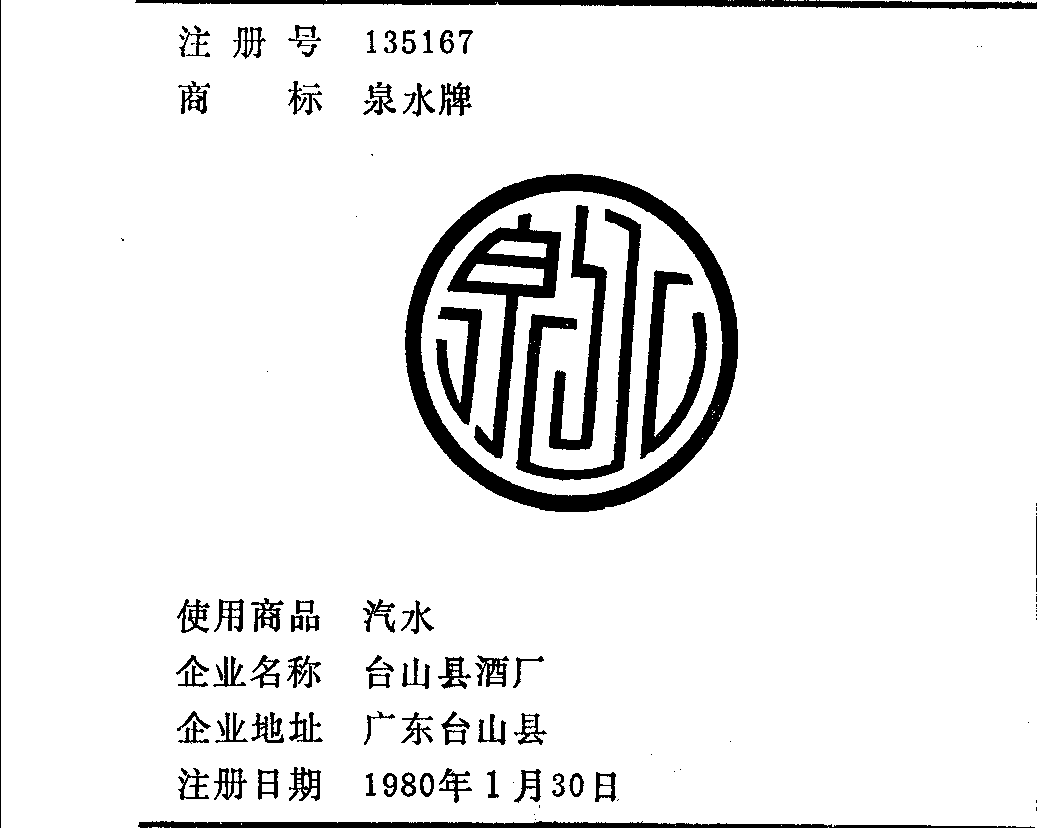 注册号 135167
商标 泉水牌
泉水
使用商品 汽水
企业名称 台山县酒厂
企业地址 广东台山县
注册日期 1980年1月30日